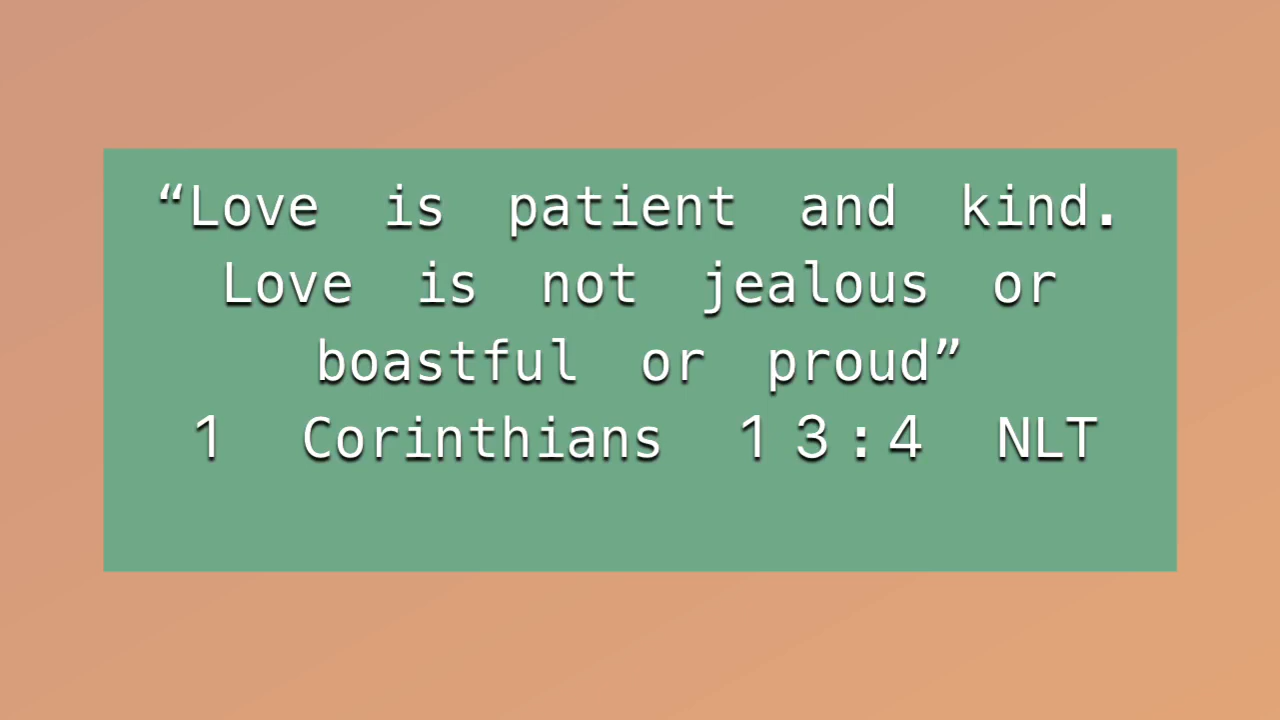 “Love is patient and kind.
Love is not jealous or
boastful or proud”
1 Corinthians 13:4 NLT